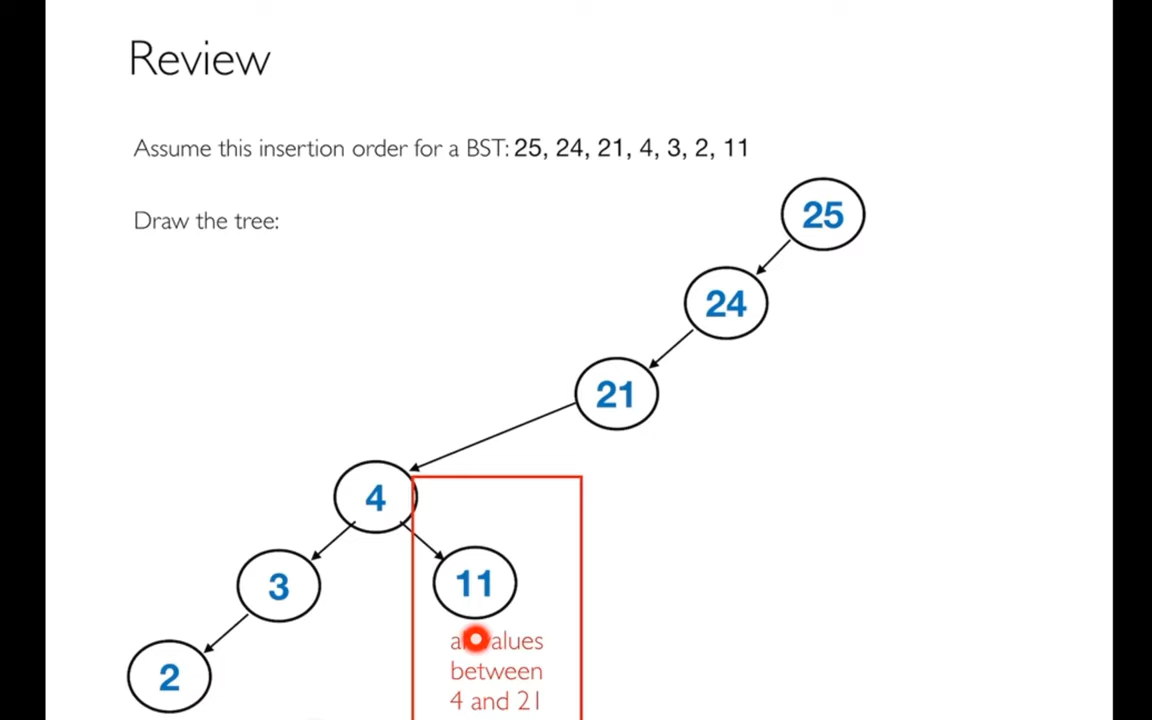 Review
Assume this insertion order for a BST: 25, 24, 21, 4, 3, 2, 11
Draw the tree:
25
24
21
4
3
11
2
between
4 and 21